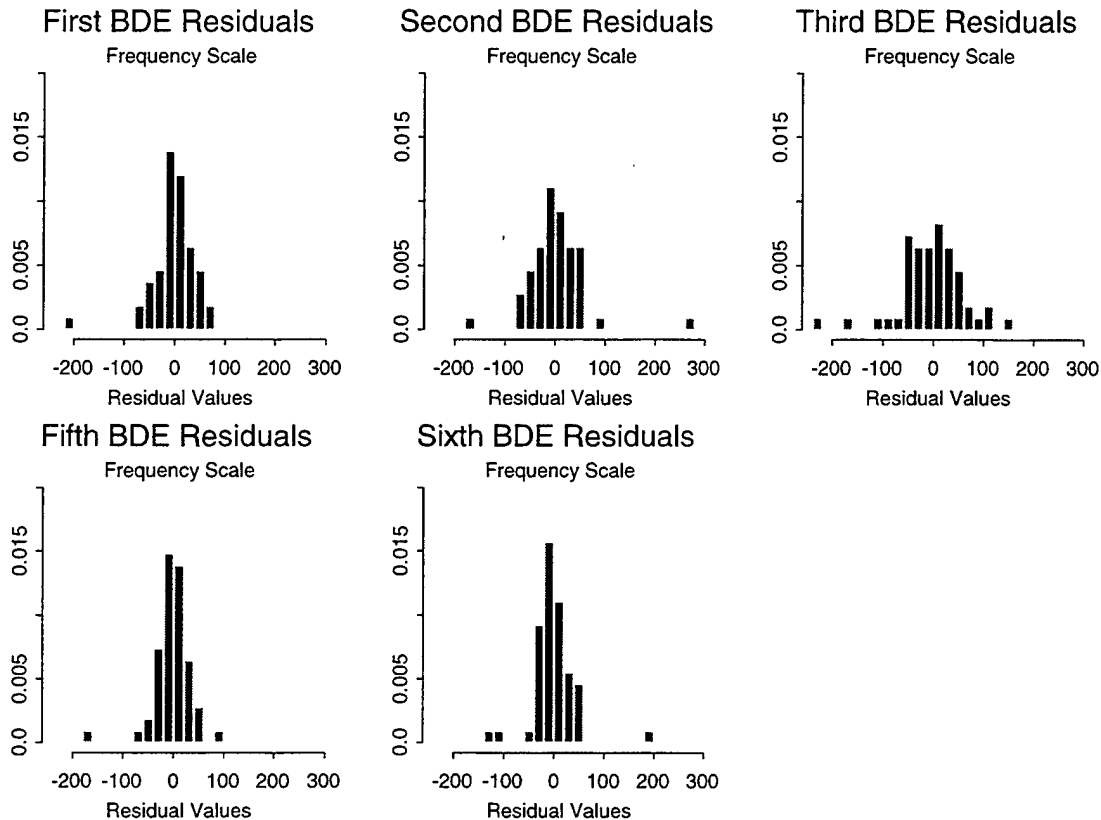 First BDE Residuals
Frequency Scale
0.015
0.005
0.0
-200 -100 0 100 200 300
Residual Values
Second BDE Residuals
Frequency Scale
0.015
0.005
0.0
-200 -100 0 100 200 300
Residual Values
Third BDE Residuals
Frequency Scale
0.015
0.005
0.0
-200 -100 0 100 200 300
Residual Values
Fifth BDE Residuals
Frequency Scale
0.015
0.005
0.0
-200 -100 0 100 200 300
Residual Values
Sixth BDE Residuals
Frequency Scale
0.015
0.005
0.0
-200 -100 0 100 200 300
Residual Values